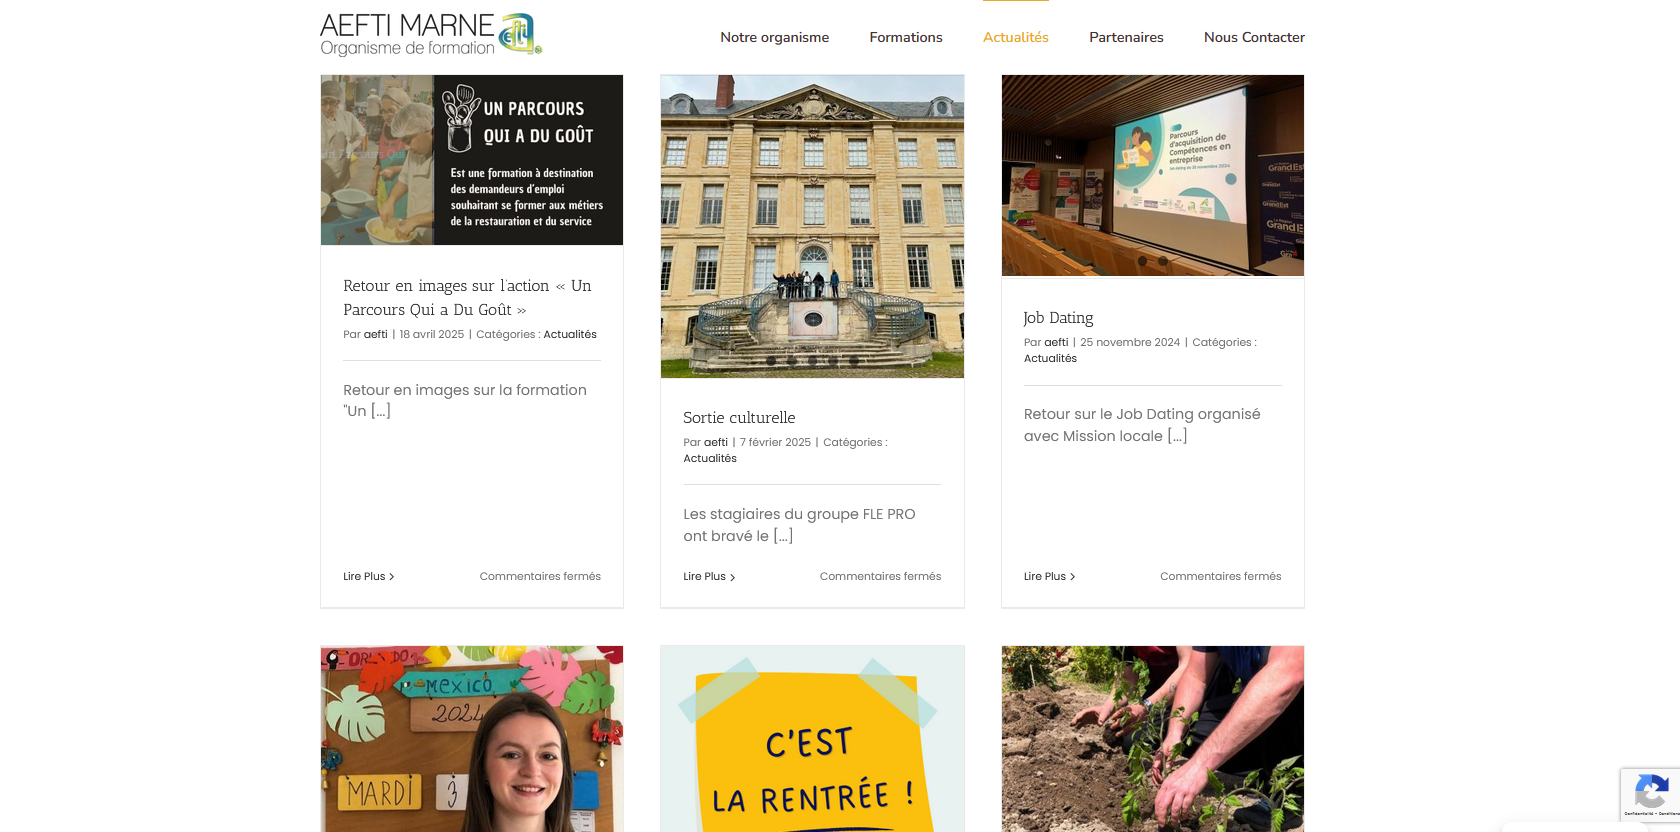 AEFTI MARNE
Organisme de formation
Notre organisme
Formations
Actualités
Partenaires
Nous Contacter
UN PARCOURS
QUI A DU GOÛT
Est une formation à destination
des demandeurs d'emploi
souhaitant se former aux métiers
de la restauration et du service
Retour en images sur l'action « Un
Parcours Qui a Du Goût »
Par aefti | 18 avril 2025 | Catégories : Actualités
Retour en images sur la formation
"Un [...]
Lire Plus >
Commentaires fermés
Sortie culturelle
Par aefti | 7 février 2025 | Catégories :
Actualités
Les stagiaires du groupe FLE PRO
ont bravé le [...]
Lire Plus >
Commentaires fermés
Parcours
d'acquisition de
Compétences en
entreprise
Grand Est
Grand Est
Grand E
Job Dating
Par aefti | 25 novembre 2024 | Catégories :
Actualités
Retour sur le Job Dating organisé
avec Mission locale [...]
Lire Plus >
Commentaires fermés
MEXICO
2024
MARDI
3
C'EST
LA RENTRÉE !